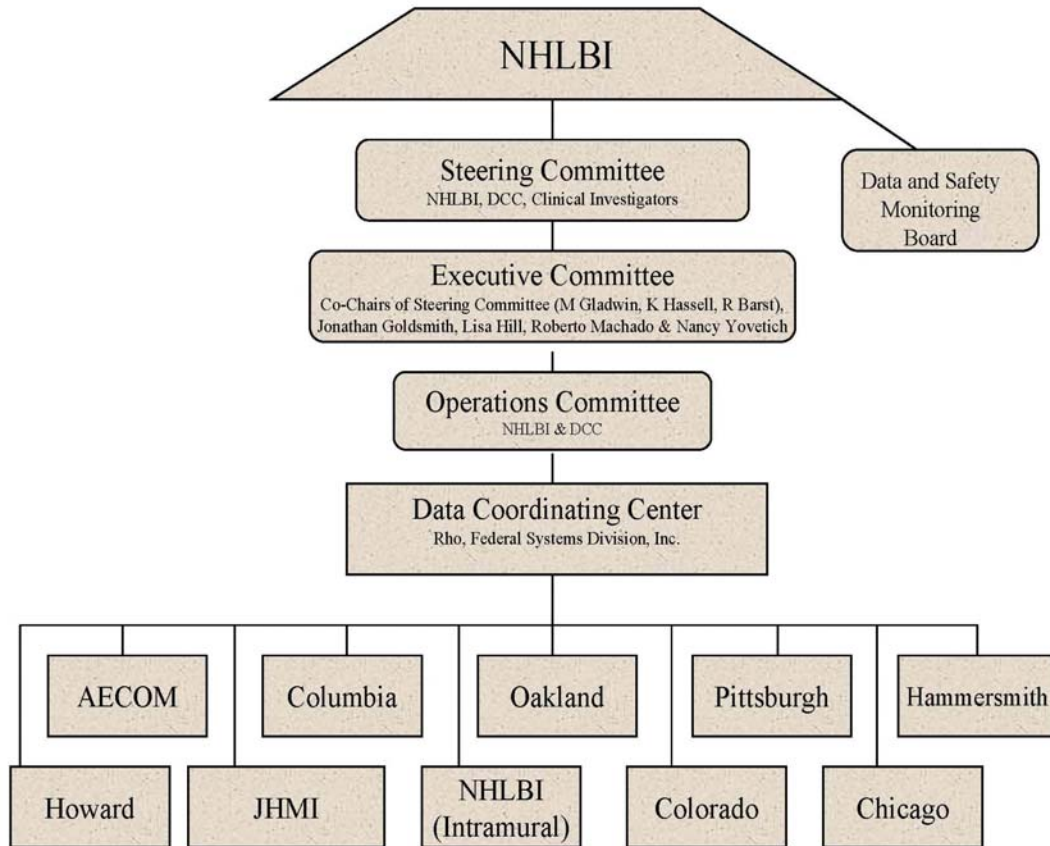 NHLBI
Steering Committee
NHLBI, DCC, Clinical Investigators
Data and Safety
Monitoring
Board
Executive Committee
Co-Chairs of Steering Committee (M Gladwin, K Hassell, R Barst),
Jonathan Goldsmith, Lisa Hill, Roberto Machado & Nancy Yovetich
Operations Committee
NHLBI & DCC
Data Coordinating Center
Rho, Federal Systems Division, Inc.
AECOM
Columbia
Oakland
Pittsburgh
Hammersmith
Howard
JHMI
NHLBI
(Intramural)
Colorado
Chicago